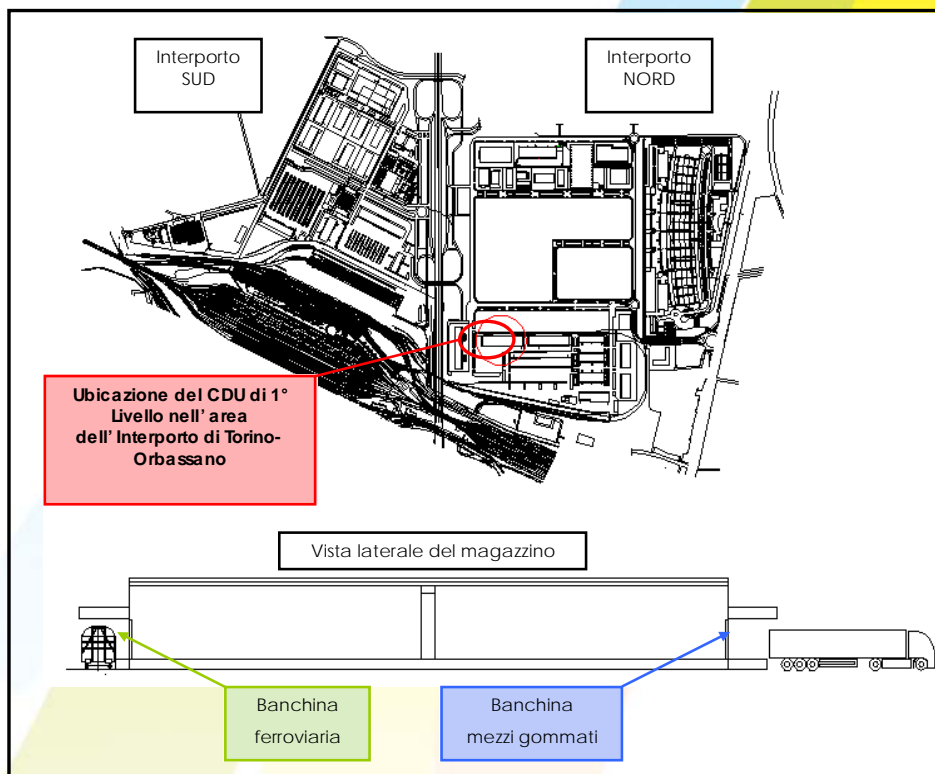 Interporto
SUD
Interporto
NORD
Ubicazione del CDU di 1°
Livello nell' area
dell' Interporto di Torino-
Orbassano
Vista laterale del magazzino
Banchina
ferroviaria
Banchina
mezzi gommati